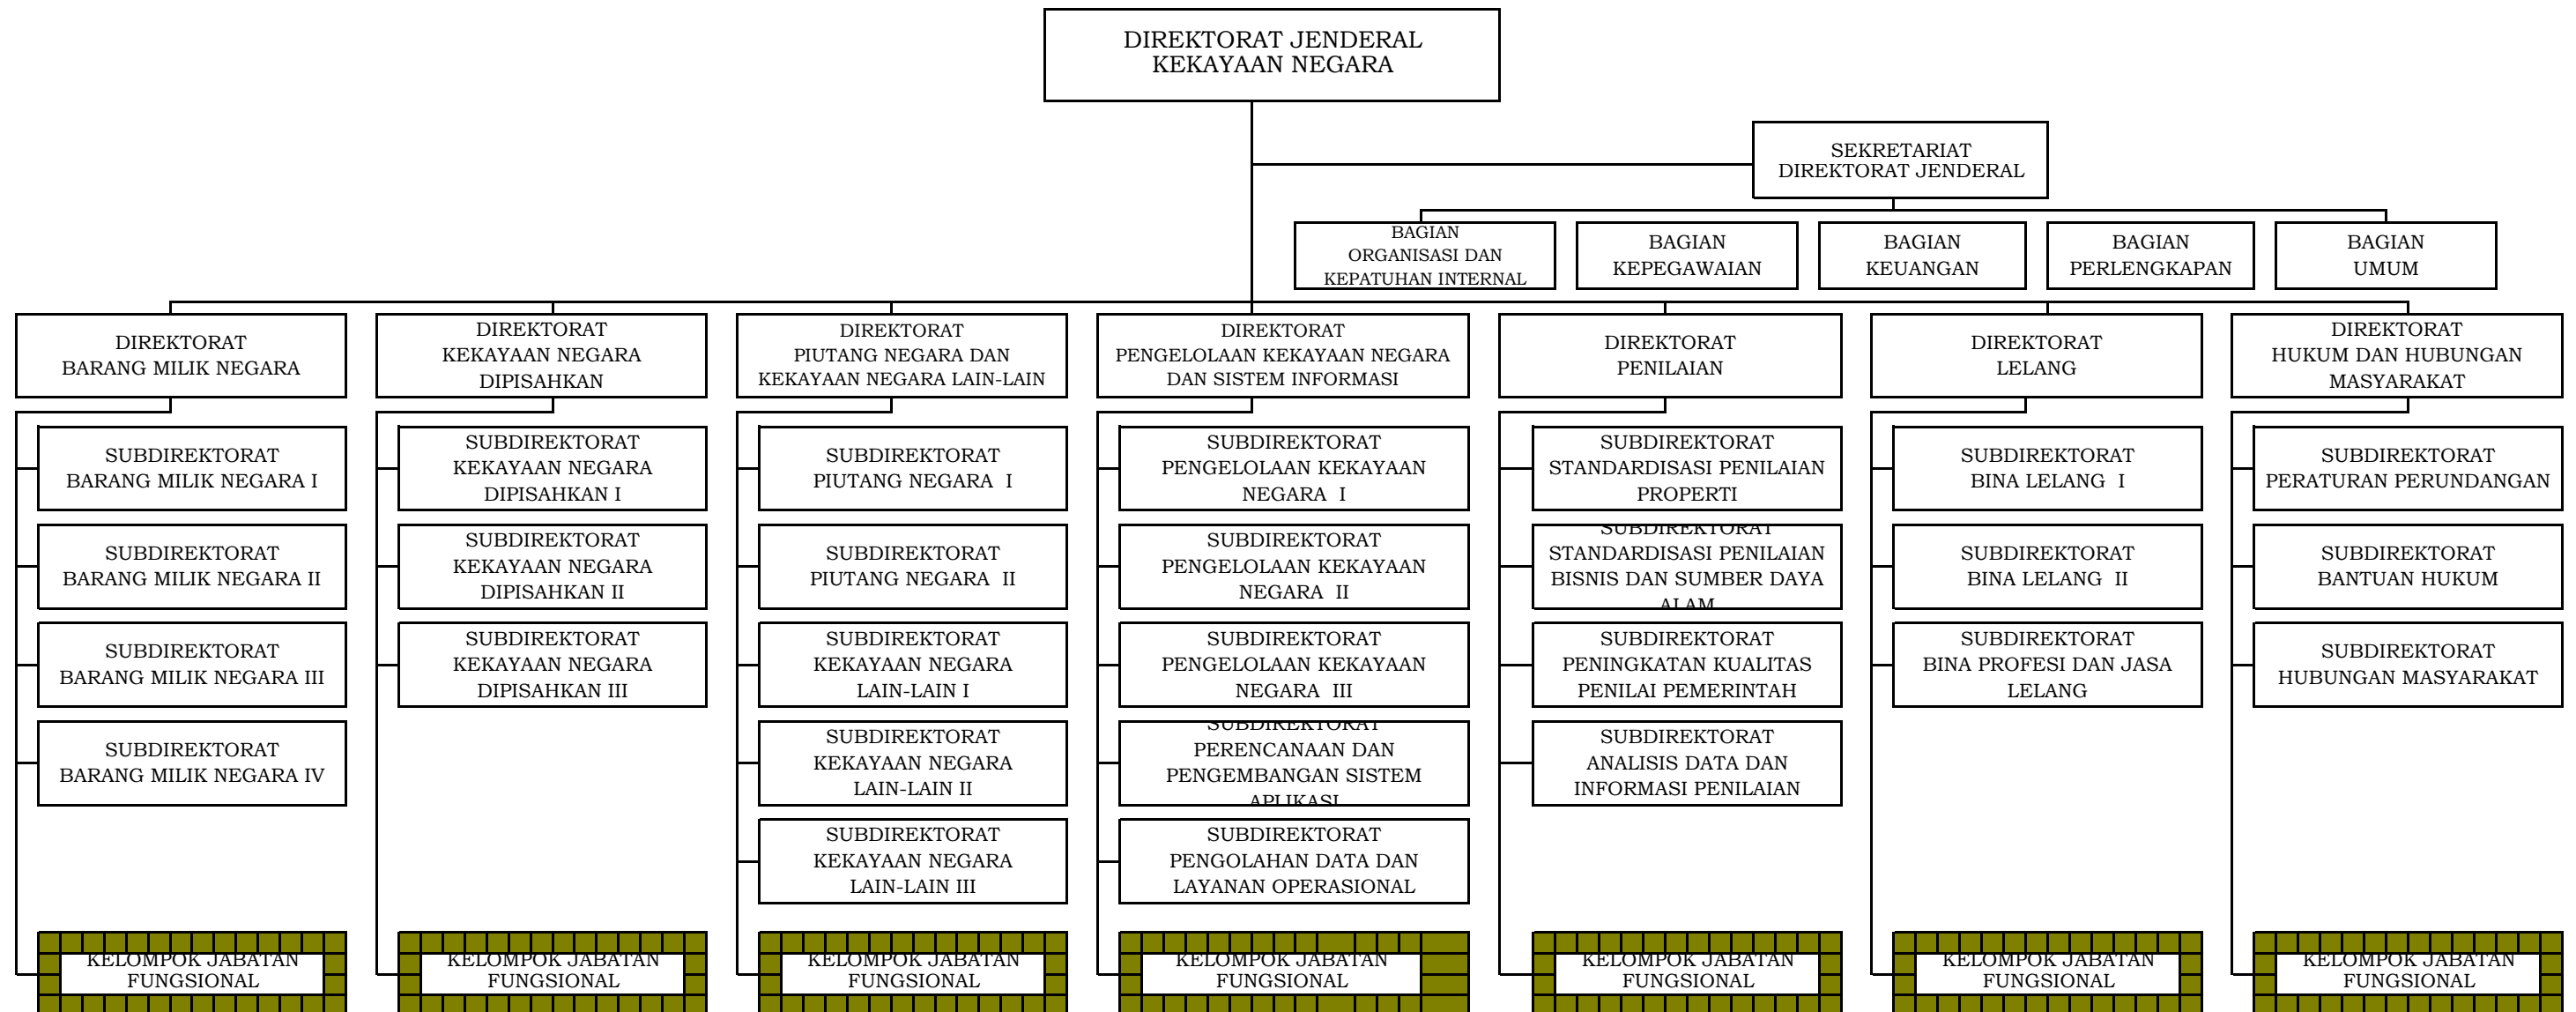 DIREKTORAT JENDERAL
KEKAYAAN NEGARA
SEKRETARIAT
DIREKTORAT JENDERAL
BAGIAN
ORGANISASI DAN
KEPATUHAN INTERNAL
BAGIAN
KEPEGAWAIAN
BAGIAN
KEUANGAN
BAGIAN
PERLENGKAPAN
BAGIAN
UMUM
DIREKTORAT
BARANG MILIK NEGARA
DIREKTORAT
KEKAYAAN NEGARA
DIPISAHKAN
DIREKTORAT
PIUTANG NEGARA DAN
KEKAYAAN NEGARA LAIN-LAIN
DIREKTORAT
PENGELOLAAN KEKAYAAN NEGARA
DAN SISTEM INFORMASI
DIREKTORAT
PENILAIAN
DIREKTORAT
LELANG
DIREKTORAT
HUKUM DAN HUBUNGAN
MASYARAKAT
SUBDIREKTORAT
BARANG MILIK NEGARA I
SUBDIREKTORAT
KEKAYAAN NEGARA
DIPISAHKAN I
SUBDIREKTORAT
PIUTANG NEGARA I
SUBDIREKTORAT
PENGELOLAAN KEKAYAAN
NEGARA I
SUBDIREKTORAT
STANDARDISASI PENILAIAN
PROPERTI
SUBDIREKTORAT
BINA LELANG I
SUBDIREKTORAT
PERATURAN PERUNDANGAN
SUBDIREKTORAT
BARANG MILIK NEGARA II
SUBDIREKTORAT
KEKAYAAN NEGARA
DIPISAHKAN II
SUBDIREKTORAT
PIUTANG NEGARA II
SUBDIREKTORAT
PENGELOLAAN KEKAYAAN
NEGARA II
SUBDIREKTORAT
STANDARDISASI PENILAIAN
BISNIS DAN SUMBER DAYA
ALAM
SUBDIREKTORAT
BINA LELANG II
SUBDIREKTORAT
BANTUAN HUKUM
SUBDIREKTORAT
BARANG MILIK NEGARA III
SUBDIREKTORAT
KEKAYAAN NEGARA
DIPISAHKAN III
SUBDIREKTORAT
KEKAYAAN NEGARA
LAIN-LAIN I
SUBDIREKTORAT
PENGELOLAAN KEKAYAAN
NEGARA III
SUBDIREKTORAT
PENINGKATAN KUALITAS
PENILAI PEMERINTAH
SUBDIREKTORAT
BINA PROFESI DAN JASA
LELANG
SUBDIREKTORAT
HUBUNGAN MASYARAKAT
SUBDIREKTORAT
BARANG MILIK NEGARA IV
SUBDIREKTORAT
KEKAYAAN NEGARA
LAIN-LAIN II
SUBDIREKTORAT
PERENCANAAN DAN
PENGEMBANGAN SISTEM
APLIKASI
SUBDIREKTORAT
ANALISIS DATA DAN
INFORMASI PENILAIAN
SUBDIREKTORAT
KEKAYAAN NEGARA
LAIN-LAIN III
SUBDIREKTORAT
PENGOLAHAN DATA DAN
LAYANAN OPERASIONAL
KELOMPOK JABATAN
FUNGSIONAL
KELOMPOK JABATAN
FUNGSIONAL
KELOMPOK JABATAN
FUNGSIONAL
KELOMPOK JABATAN
FUNGSIONAL
KELOMPOK JABATAN
FUNGSIONAL
KELOMPOK JABATAN
FUNGSIONAL
KELOMPOK JABATAN
FUNGSIONAL